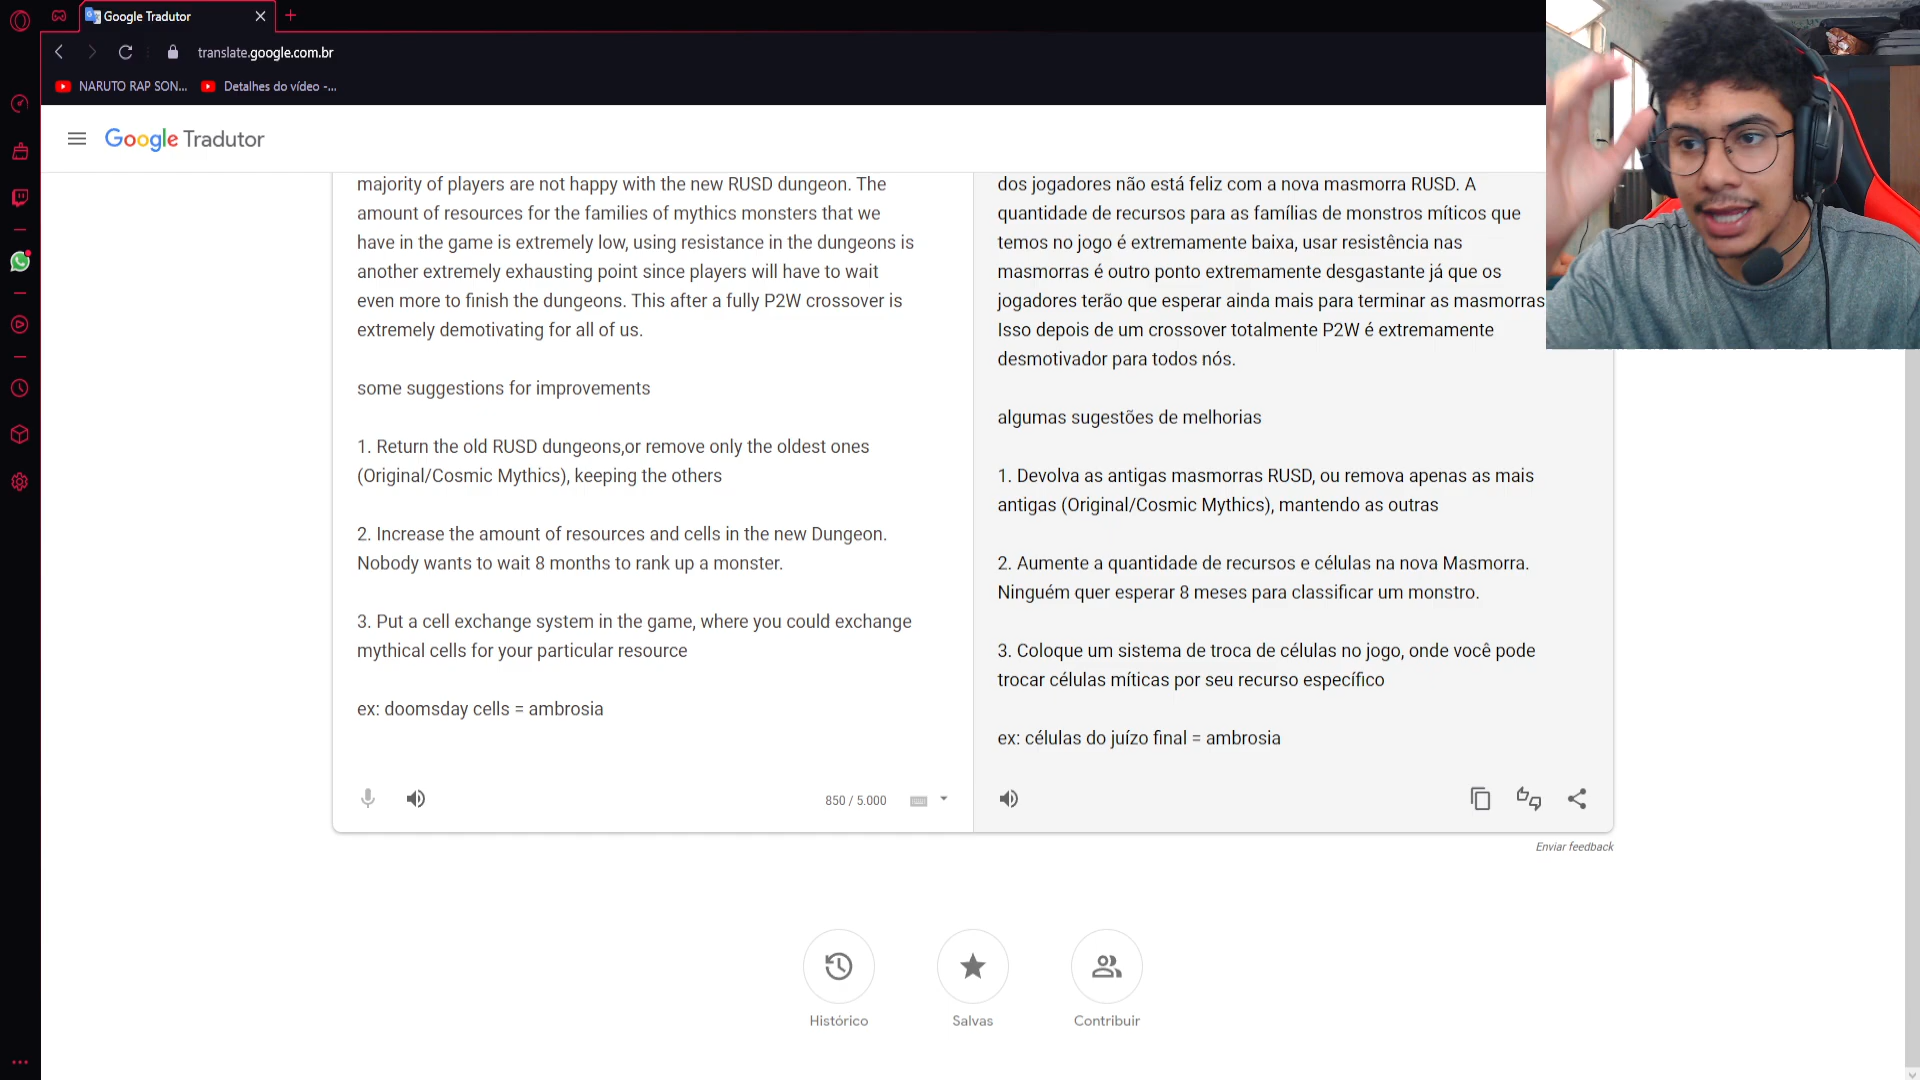 Google Tradutor
translate.google.com.br
NARUTO RAP SON...
Detalhes do vídeo -...
Google Tradutor
majority of players are not happy with the new RUSD dungeon. The
amount of resources for the families of mythics monsters that we
have in the game is extremely low, using resistance in the dungeons is
another extremely exhausting point since players will have to wait
even more to finish the dungeons. This after a fully P2W crossover is
extremely demotivating for all of us.
some suggestions for improvements
1. Return the old RUSD dungeons,or remove only the oldest ones
(Original/Cosmic Mythics), keeping the others
2. Increase the amount of resources and cells in the new Dungeon.
Nobody wants to wait 8 months to rank up a monster.
3. Put a cell exchange system in the game, where you could exchange
mythical cells for your particular resource
ex: doomsday cells = ambrosia
850 / 5.000
dos jogadores não está feliz com a nova masmorra RUSD. A
quantidade de recursos para as famílias de monstros míticos que
temos no jogo é extremamente baixa, usar resistência nas
masmorras é outro ponto extremamente desgastante já que os
jogadores terão que esperar ainda mais para terminar as masmorras
Isso depois de um crossover totalmente P2W é extremamente
desmotivador para todos nós.
algumas sugestões de melhorias
1. Devolva as antigas masmorras RUSD, ou remova apenas as mais
antigas (Original/Cosmic Mythics), mantendo as outras
2. Aumente a quantidade de recursos e células na nova Masmorra.
Ninguém quer esperar 8 meses para classificar um monstro.
3. Coloque um sistema de troca de células no jogo, onde você pode
trocar células míticas por seu recurso específico
ex: células do juízo final = ambrosia
Enviar feedback
Histórico
Salvas
Contribuir